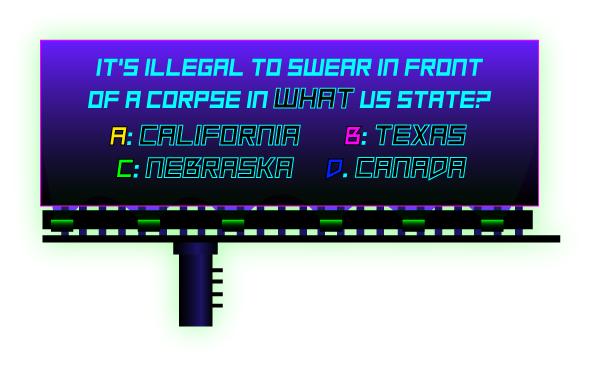 IT'S ILLEGAL TO SWEAR IN FRONT
OF A CORPSE IN WHAT US STATE?
A: CALIFORNIA B: TEXAS
C: NEBRASKA D. CANADA